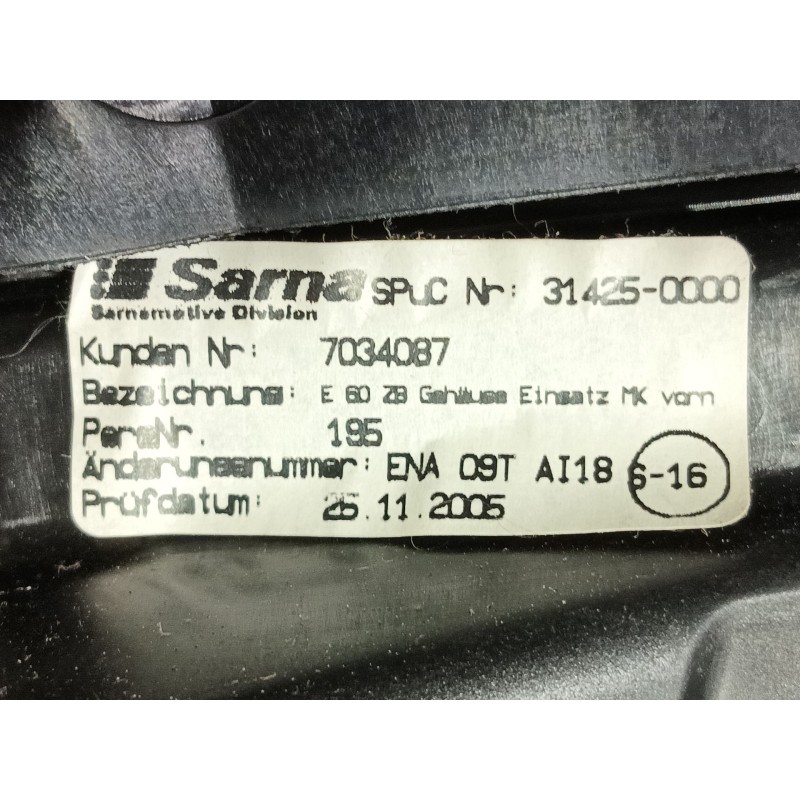 Sarna SPuC Nr: 31425-0000
Sarnamotive Division
Kunden Nr: 7034087
Bezeichnung: E 60 ZB Gehäuse Einsatz MK vorn
PersNr. 195
Änderungsnummer: ENA 09T AI18 6-16
Prüfdatum: 25.11.2005